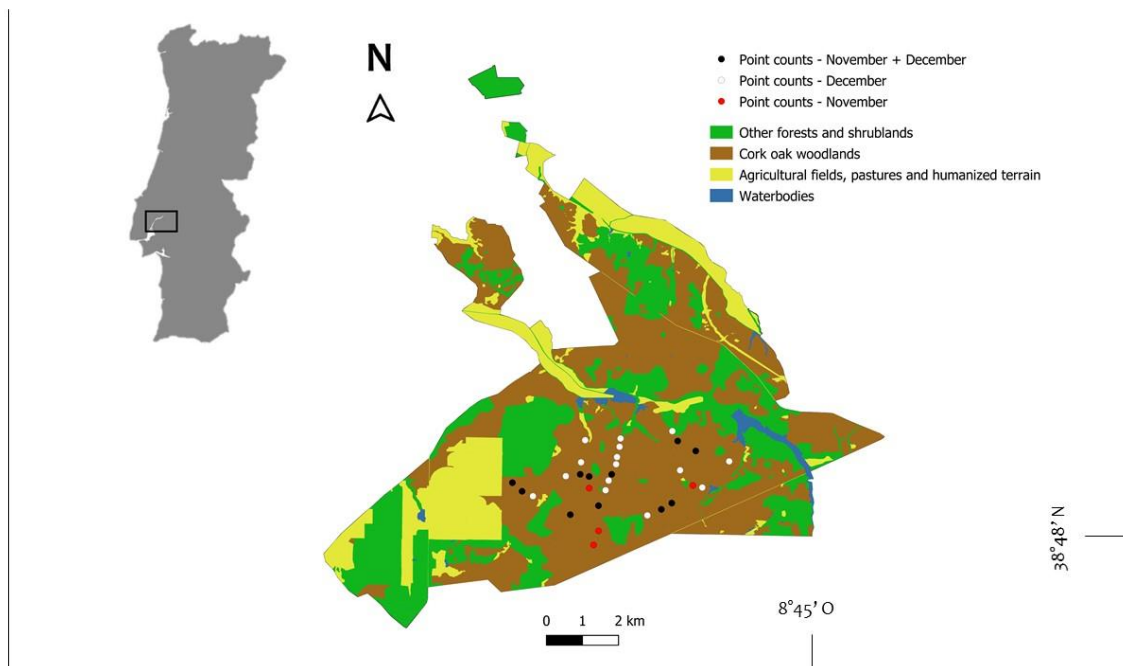 N
Point counts - November + December
Point counts - December
Point counts - November
Other forests and shrublands
Cork oak woodlands
Agricultural fields, pastures and humanized terrain
Waterbodies
38°48' N
8°45' O
0 1 2 km